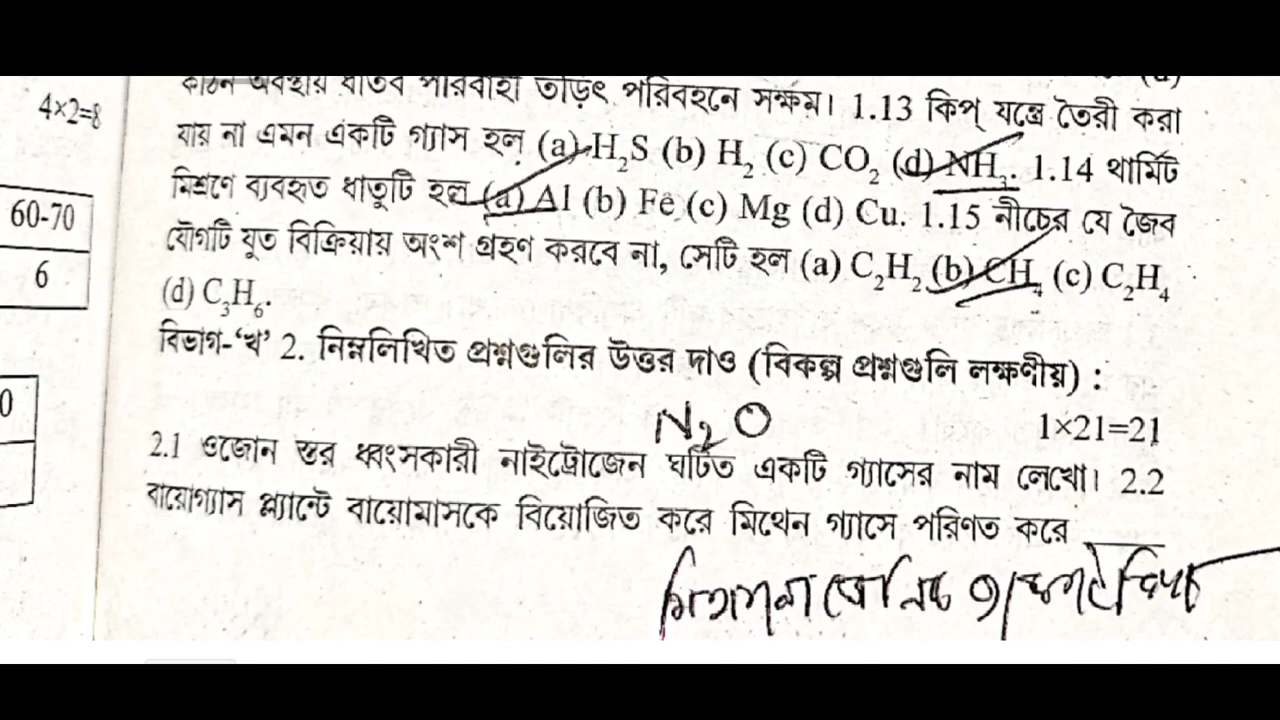 4×2=8
60-70
6
0
কঠিন অবস্থায় ধাতব পরিবাহী তড়িৎ পরিবহনে সক্ষম। 1.13 কিপ্ যন্ত্রে তৈরী করা
যায় না এমন একটি গ্যাস হল (a) H₂S (b) H₂ (c) CO₂ (d) NH₃. 1.14 থার্মিট
মিশ্রণে ব্যবহৃত ধাতুটি হল (a) Al (b) Fe (c) Mg (d) Cu. 1.15 নীচের যে জৈব
যৌগটি যুত বিক্রিয়ায় অংশ গ্রহণ করবে না, সেটি হল (a) C₂H₂ (b) CH₄ (c) C₂H₄
(d) C₃H₆.
বিভাগ-‘খ’ 2. নিম্নলিখিত প্রশ্নগুলির উত্তর দাও (বিকল্প প্রশ্নগুলি লক্ষণীয়) :
N₂O 1×21=21
2.1 ওজোন স্তর ধ্বংসকারী নাইট্রোজেন ঘটিত একটি গ্যাসের নাম লেখো। 2.2
বায়োগ্যাস প্ল্যান্টে বায়োমাসকে বিয়োজিত করে মিথেন গ্যাসে পরিণত করে